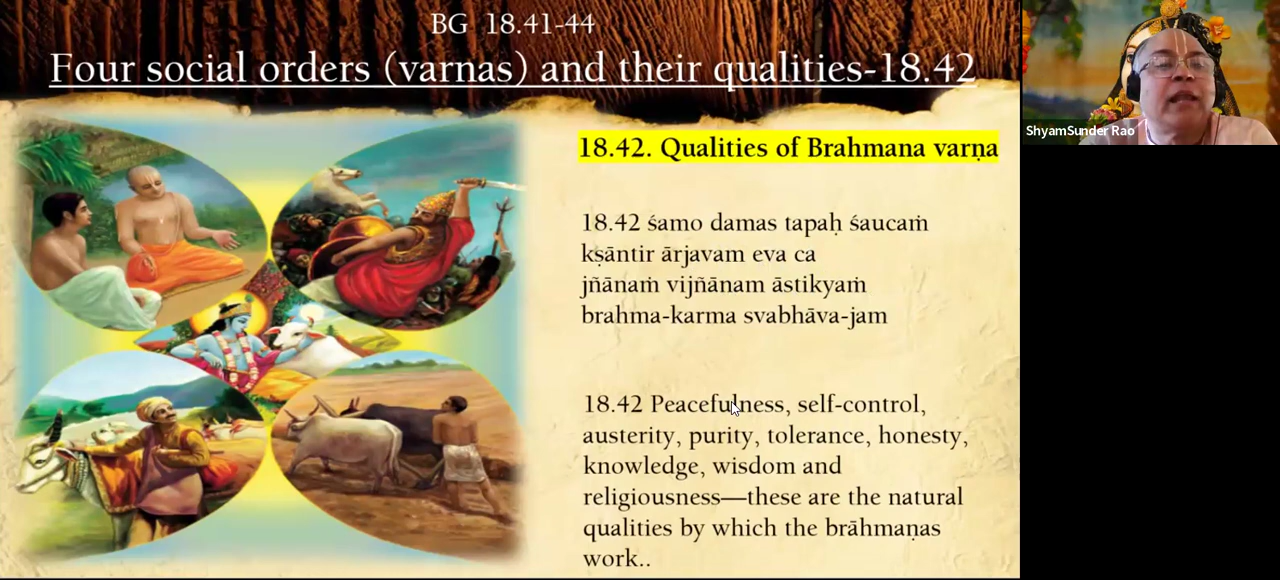 BG 18.41-44
Four social orders (varnas) and their qualities-18.42
18.42. Qualities of Brahmana varṇa
18.42 śamo damas tapaḥ śaucaṁ
kṣāntir ārjavam eva ca
jñānaṁ vijñānam āstikyaṁ
brahma-karma svabhāva-jam
18.42 Peacefulness, self-control,
austerity, purity, tolerance, honesty,
knowledge, wisdom and
religiousness—these are the natural
qualities by which the brāhmaṇas
work..
ShyamSunder Rao